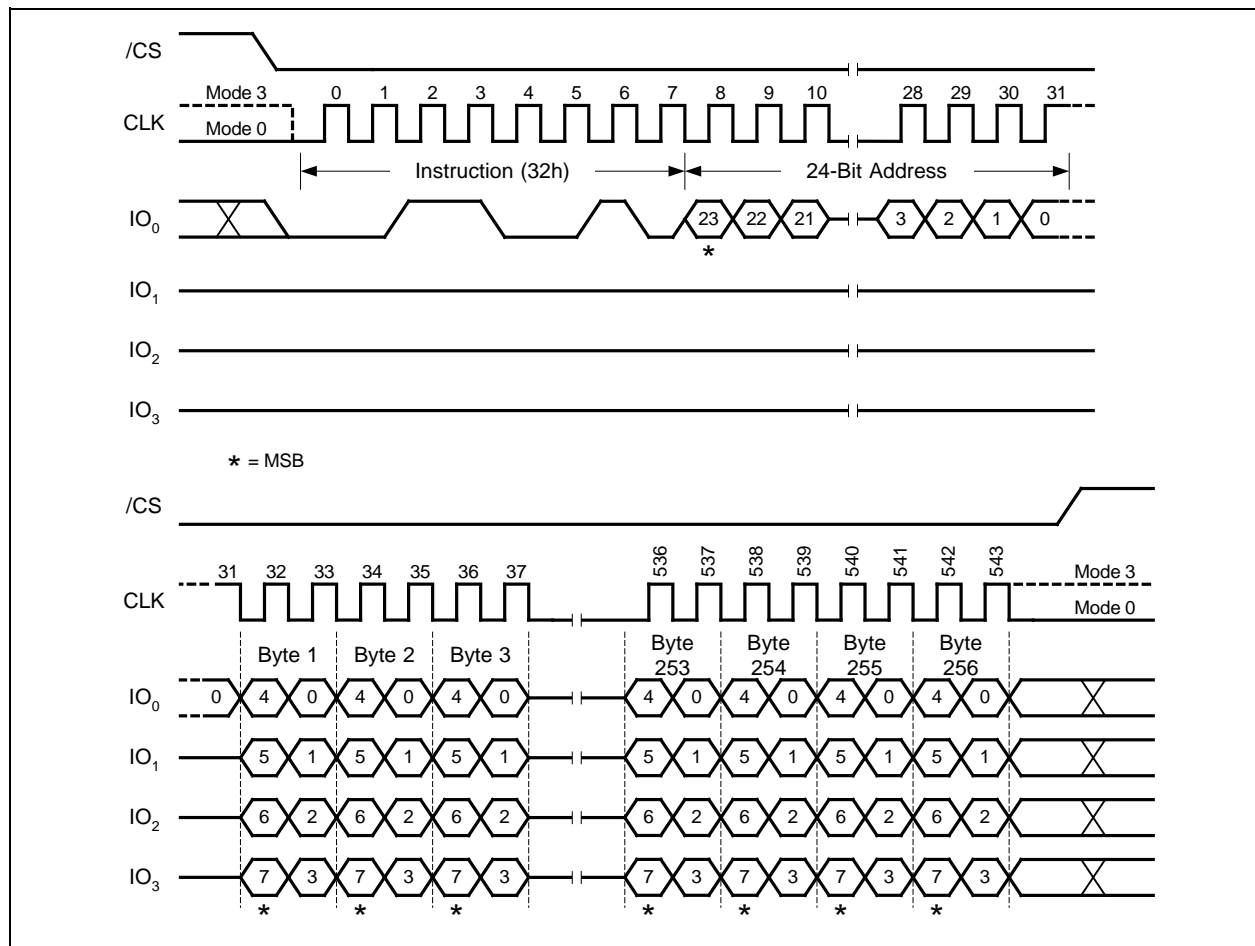 /CS
Mode 3 0 1 2 3 4 5 6 7 8 9 10 28 29 30 31
CLK
Mode 0
Instruction (32h) 24-Bit Address
IO0 23 22 21 3 2 1 0
*
IO1
IO2
IO3
* = MSB
/CS
31 32 33 34 35 36 37 536 537 538 539 540 541 542 543 Mode 3
CLK
Mode 0
Byte 1 Byte 2 Byte 3 Byte 253 Byte 254 Byte 255 Byte 256
IO0 0 4 0 4 0 4 0 4 0 4 0 4 0 4 0
IO1 5 1 5 1 5 1 5 1 5 1 5 1 5 1
IO2 6 2 6 2 6 2 6 2 6 2 6 2 6 2
IO3 7 3 7 3 7 3 7 3 7 3 7 3 7 3
* * * * * * *